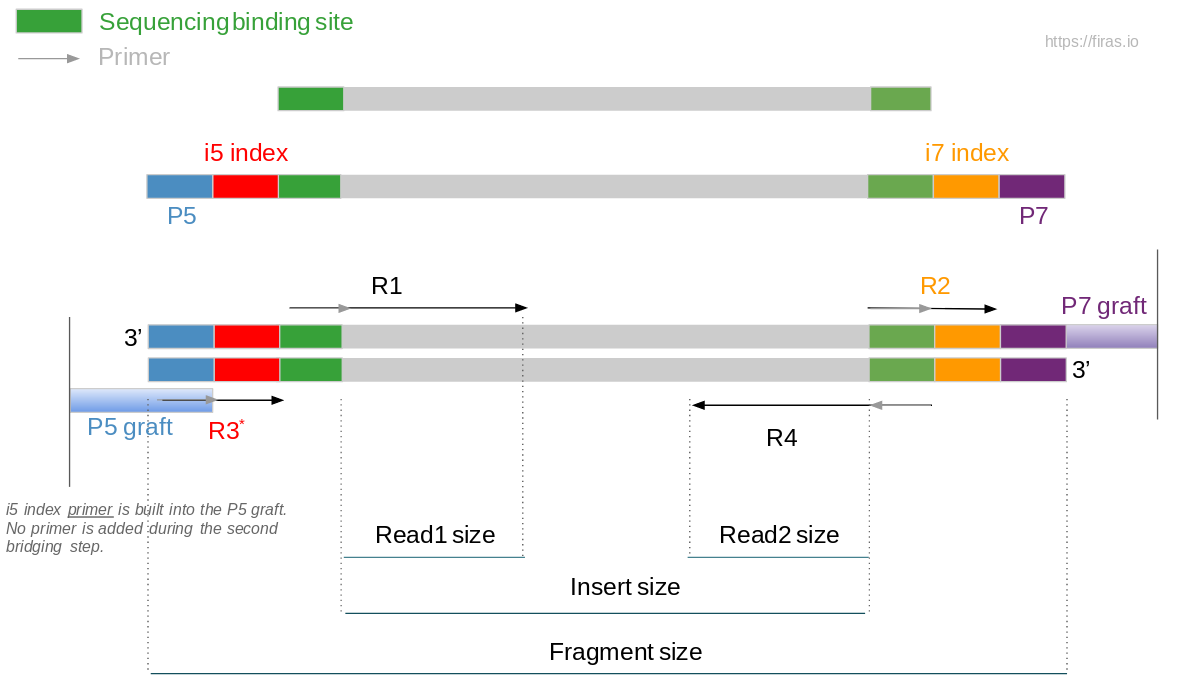 Sequencing binding site
Primer
https://firas.io
i5 index
i7 index
P5
P7
R1
R2
P7 graft
3’
3’
P5 graft
R3*
R4
i5 index primer is built into the P5 graft.
No primer is added during the second
bridging step.
Read1 size
Read2 size
Insert size
Fragment size